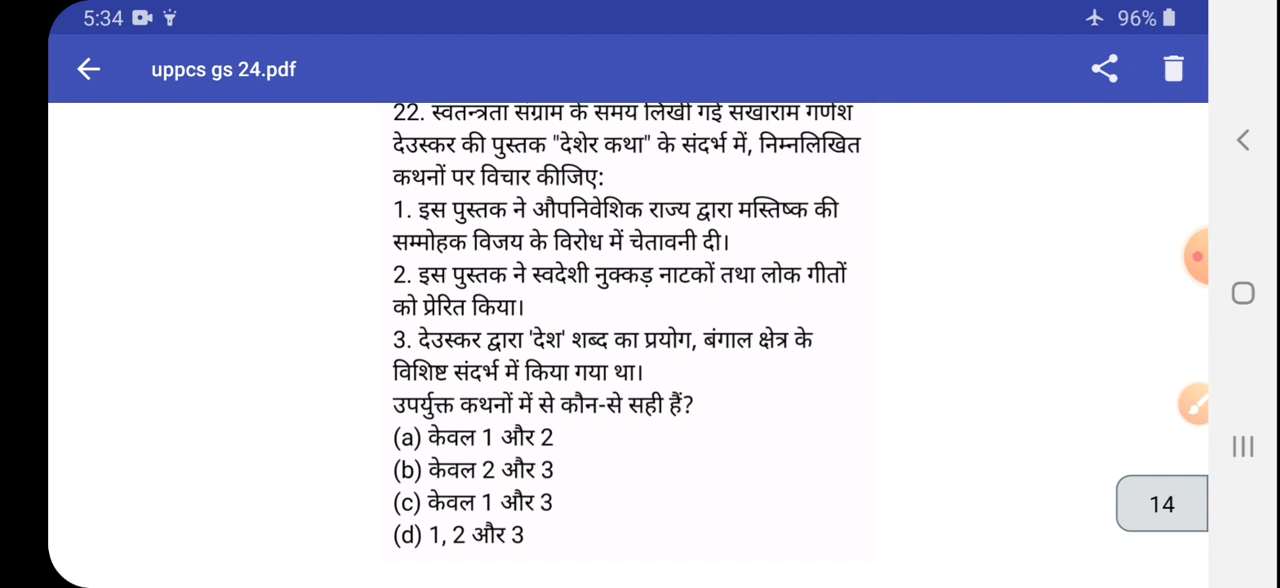 5:34
96%
uppcs gs 24.pdf
22. स्वतन्त्रता संग्राम के समय लिखी गई सखाराम गणेश
देउस्कर की पुस्तक "देशेर कथा" के संदर्भ में, निम्नलिखित
कथनों पर विचार कीजिए:
1. इस पुस्तक ने औपनिवेशिक राज्य द्वारा मस्तिष्क की
सम्मोहक विजय के विरोध में चेतावनी दी।
2. इस पुस्तक ने स्वदेशी नुक्कड़ नाटकों तथा लोक गीतों
को प्रेरित किया।
3. देउस्कर द्वारा 'देश' शब्द का प्रयोग, बंगाल क्षेत्र के
विशिष्ट संदर्भ में किया गया था।
उपर्युक्त कथनों में से कौन-से सही हैं?
(a) केवल 1 और 2
(b) केवल 2 और 3
(c) केवल 1 और 3
(d) 1, 2 और 3
14